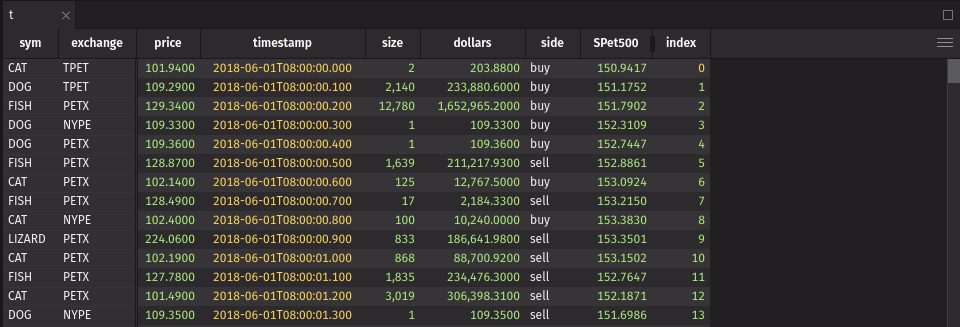 t
sym exchange price timestamp size dollars side SPet500 index
CAT TPET 101.9400 2018-06-01T08:00:00.000 2 203.8800 buy 150.9417 0
DOG TPET 109.2900 2018-06-01T08:00:00.100 2,140 233,880.6000 buy 151.1752 1
FISH PETX 129.3400 2018-06-01T08:00:00.200 12,780 1,652,965.2000 buy 151.7902 2
DOG NYPE 109.3300 2018-06-01T08:00:00.300 1 109.3300 buy 152.3109 3
DOG PETX 109.3600 2018-06-01T08:00:00.400 1 109.3600 buy 152.7447 4
FISH PETX 128.8700 2018-06-01T08:00:00.500 1,639 211,217.9300 sell 152.8861 5
CAT PETX 102.1400 2018-06-01T08:00:00.600 125 12,767.5000 buy 153.0924 6
FISH PETX 128.4900 2018-06-01T08:00:00.700 17 2,184.3300 sell 153.2150 7
CAT NYPE 102.4000 2018-06-01T08:00:00.800 100 10,240.0000 buy 153.3830 8
LIZARD PETX 224.0600 2018-06-01T08:00:00.900 833 186,641.9800 sell 153.3501 9
CAT PETX 102.1900 2018-06-01T08:00:01.000 868 88,700.9200 sell 153.1502 10
FISH PETX 127.7800 2018-06-01T08:00:01.100 1,835 234,476.3000 sell 152.7647 11
CAT PETX 101.4900 2018-06-01T08:00:01.200 3,019 306,398.3100 sell 152.1871 12
DOG NYPE 109.3500 2018-06-01T08:00:01.300 1 109.3500 sell 151.6986 13